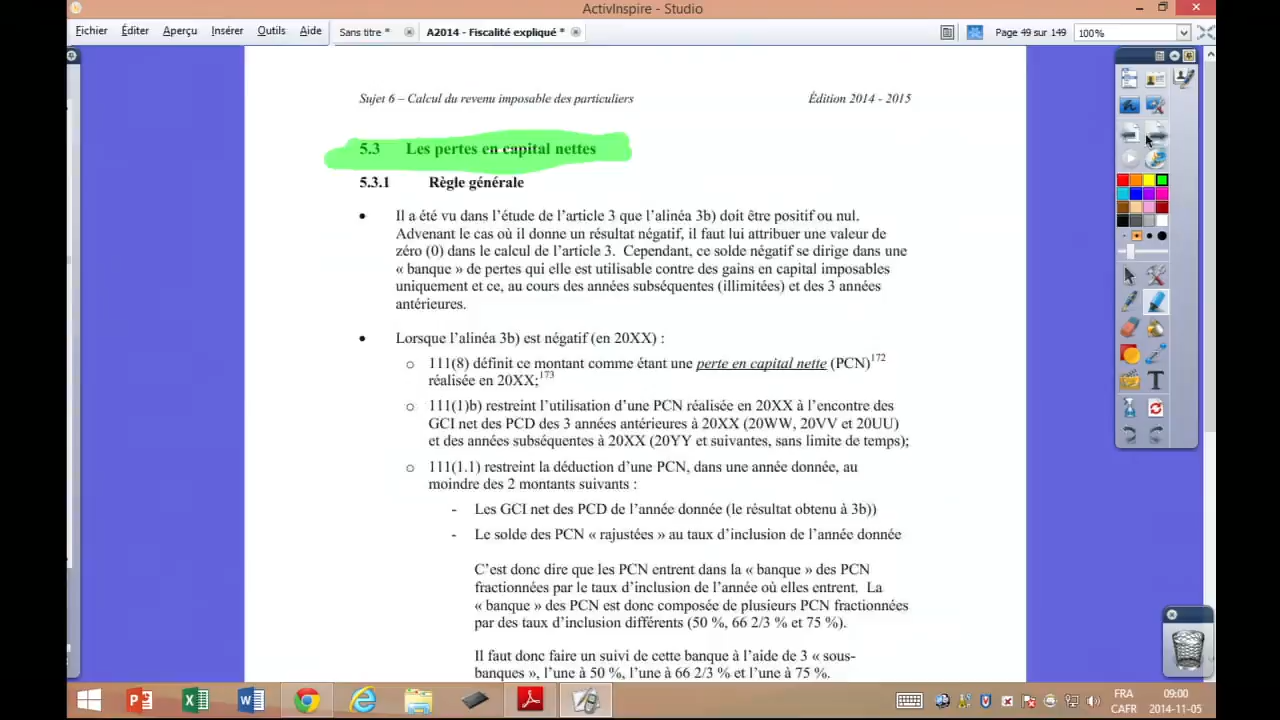 ActivInspire - Studio
Fichier Éditer Aperçu Insérer Outils Aide Sans titre * A2014 - Fiscalité expliqué * Page 49 sur 149 100%
Sujet 6 – Calcul du revenu imposable des particuliers Édition 2014 - 2015
5.3 Les pertes en capital nettes
5.3.1 Règle générale
• Il a été vu dans l’étude de l’article 3 que l’alinéa 3b) doit être positif ou nul.
Advenant le cas où il donne un résultat négatif, il faut lui attribuer une valeur de
zéro (0) dans le calcul de l’article 3. Cependant, ce solde négatif se dirige dans une
« banque » de pertes qui elle est utilisable contre des gains en capital imposables
uniquement et ce, au cours des années subséquentes (illimitées) et des 3 années
antérieures.
• Lorsque l’alinéa 3b) est négatif (en 20XX) :
o 111(8) définit ce montant comme étant une perte en capital nette (PCN)172
réalisée en 20XX;173
o 111(1)b) restreint l’utilisation d’une PCN réalisée en 20XX à l’encontre des
GCI net des PCD des 3 années antérieures à 20XX (20WW, 20VV et 20UU)
et des années subséquentes à 20XX (20YY et suivantes, sans limite de temps);
o 111(1.1) restreint la déduction d’une PCN, dans une année donnée, au
moindre des 2 montants suivants :
- Les GCI net des PCD de l’année donnée (le résultat obtenu à 3b))
- Le solde des PCN « rajustées » au taux d’inclusion de l’année donnée
C’est donc dire que les PCN entrent dans la « banque » des PCN
fractionnées par le taux d’inclusion de l’année où elles entrent. La
« banque » des PCN est donc composée de plusieurs PCN fractionnées
par des taux d’inclusion différents (50 %, 66 2/3 % et 75 %).
Il faut donc faire un suivi de cette banque à l’aide de 3 « sous-
banques », l’une à 50 %, l’une à 66 2/3 % et l’une à 75 %.
FRA 09:00
CAFR 2014-11-05